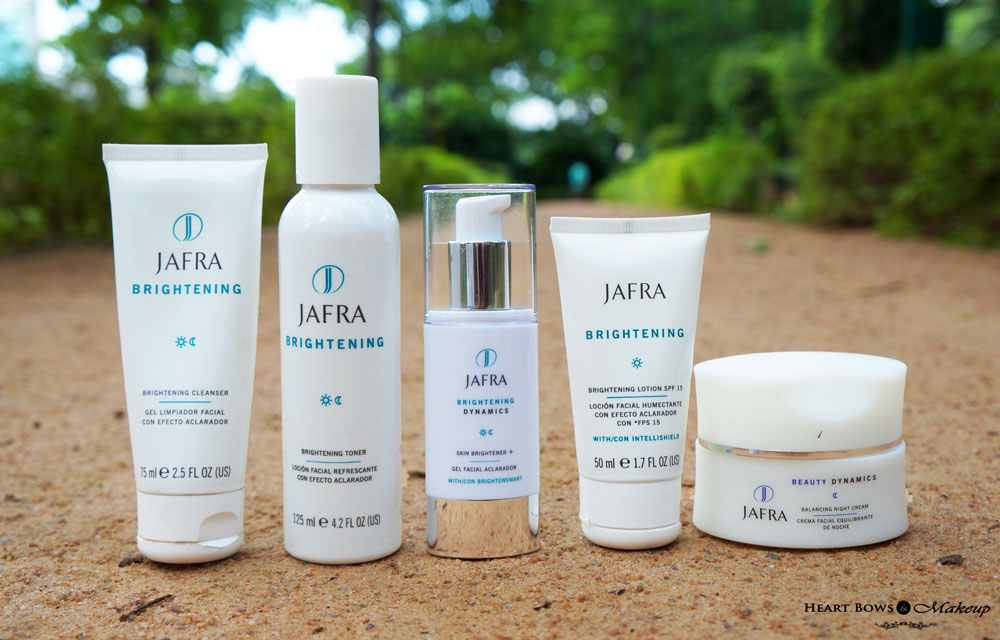 JAFRA
BRIGHTENING
BRIGHTENING CLEANSER
GEL LIMPIADOR FACIAL
CON EFECTO ACLARADOR
75 ml ℮ 2.5 FL OZ (US)
JAFRA
BRIGHTENING
BRIGHTENING TONER
LOCIÓN FACIAL REFRESCANTE
CON EFECTO ACLARADOR
125 ml ℮ 4.2 FL OZ (US)
JAFRA
BRIGHTENING
DYNAMICS
SKIN BRIGHTENER +
GEL FACIAL ACLARADOR
WITH/CON BRIGHTENSMART
JAFRA
BRIGHTENING
BRIGHTENING LOTION SPF 15
LOCIÓN FACIAL HUMECTANTE
CON EFECTO ACLARADOR
CON *FPS 15
WITH/CON INTELLISHIELD
50 ml ℮ 1.7 FL OZ (US)
BEAUTY DYNAMICS
JAFRA
BALANCING NIGHT CREAM
CREMA FACIAL EQUILIBRANTE
DE NOCHE
HEART BOWS & Makeup